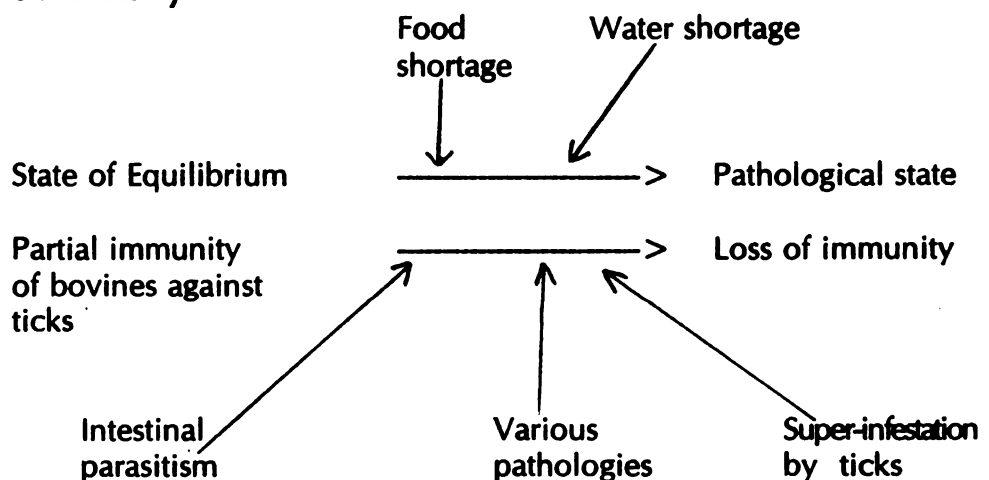 Food
shortage
Water shortage
State of Equilibrium
Pathological state
Partial immunity
of bovines against
ticks
Loss of immunity
Intestinal
parasitism
Various
pathologies
Super-infestation
by ticks